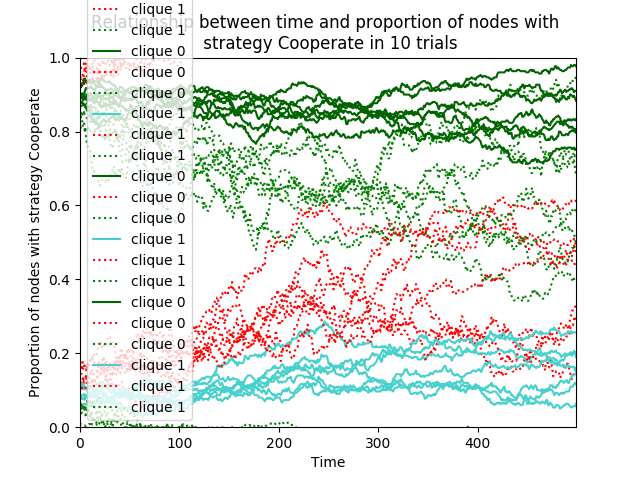 Relationship between time and proportion of nodes with
strategy Cooperate in 10 trials
clique 1
clique 1
clique 0
clique 0
clique 0
clique 1
clique 1
clique 1
clique 0
clique 0
clique 0
clique 1
clique 1
clique 1
clique 0
clique 0
clique 0
clique 1
clique 1
clique 1
Proportion of nodes with strategy Cooperate
1.0
0.8
0.6
0.4
0.2
0.0
0
100
200
300
400
Time